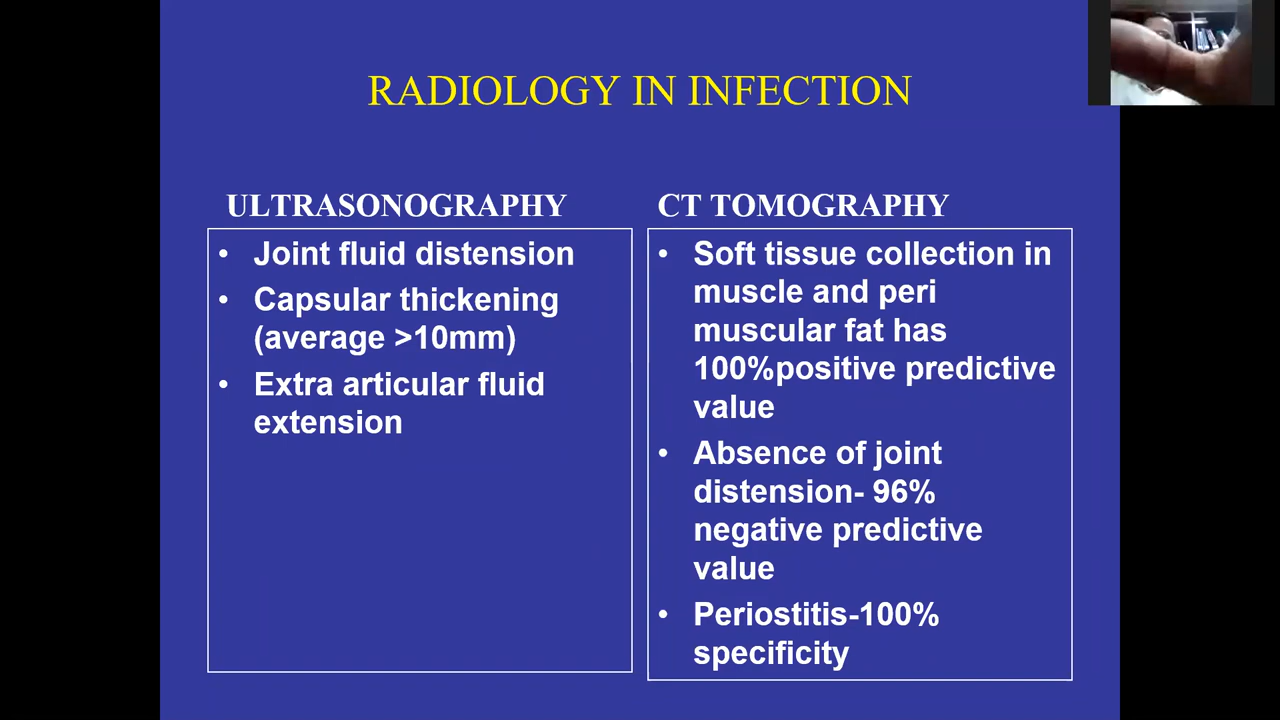 RADIOLOGY IN INFECTION
ULTRASONOGRAPHY
• Joint fluid distension
• Capsular thickening
(average >10mm)
• Extra articular fluid
extension
CT TOMOGRAPHY
• Soft tissue collection in
muscle and peri
muscular fat has
100%positive predictive
value
• Absence of joint
distension- 96%
negative predictive
value
• Periostitis-100%
specificity